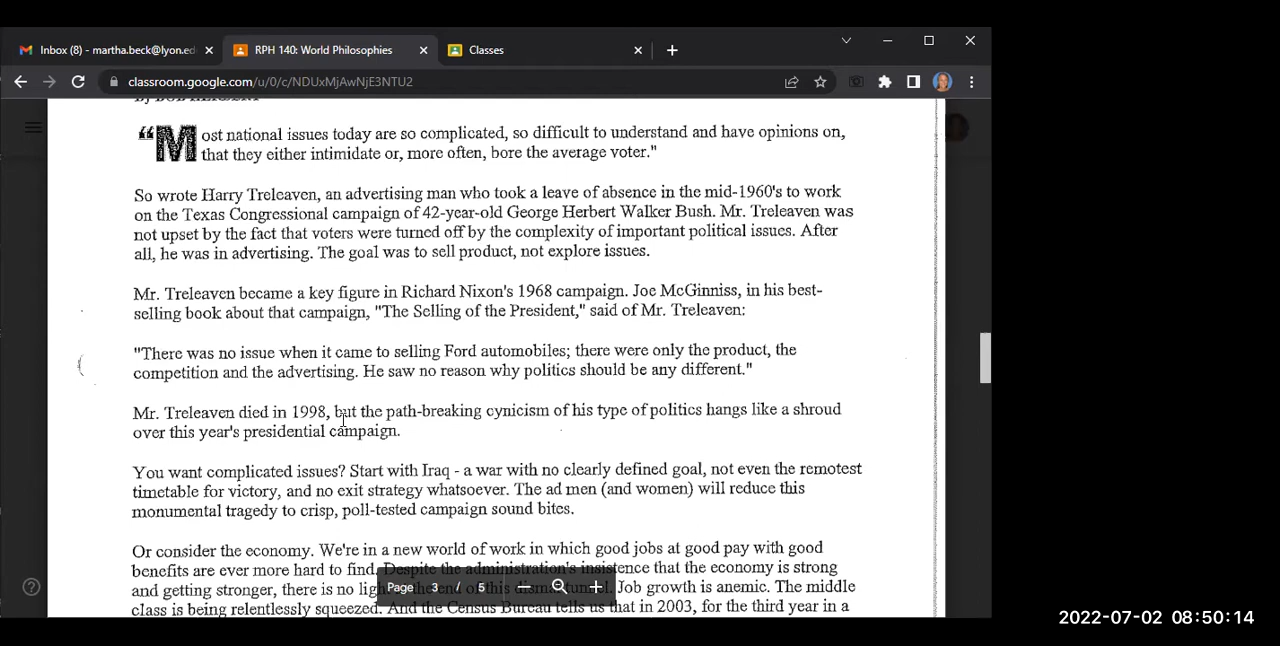 Inbox (8) - martha.beck@lyon.ed
RPH 140: World Philosophies
Classes
classroom.google.com/u/0/c/NDUxMjAwNjE3NTU2
"Most national issues today are so complicated, so difficult to understand and have opinions on,
that they either intimidate or, more often, bore the average voter."
So wrote Harry Treleaven, an advertising man who took a leave of absence in the mid-1960's to work
on the Texas Congressional campaign of 42-year-old George Herbert Walker Bush. Mr. Treleaven was
not upset by the fact that voters were turned off by the complexity of important political issues. After
all, he was in advertising. The goal was to sell product, not explore issues.
Mr. Treleaven became a key figure in Richard Nixon's 1968 campaign. Joe McGinniss, in his best-
selling book about that campaign, "The Selling of the President," said of Mr. Treleaven:
"There was no issue when it came to selling Ford automobiles; there were only the product, the
competition and the advertising. He saw no reason why politics should be any different."
Mr. Treleaven died in 1998, but the path-breaking cynicism of his type of politics hangs like a shroud
over this year's presidential campaign.
You want complicated issues? Start with Iraq - a war with no clearly defined goal, not even the remotest
timetable for victory, and no exit strategy whatsoever. The ad men (and women) will reduce this
monumental tragedy to crisp, poll-tested campaign sound bites.
Or consider the economy. We're in a new world of work in which good jobs at good pay with good
benefits are ever more hard to find. Despite the administration's insistence that the economy is strong
and getting stronger, there is no light at the end of this dismal tunnel. Job growth is anemic. The middle
class is being relentlessly squeezed. And the Census Bureau tells us that in 2003, for the third year in a
Page 3 / 5
2022-07-02 08:50:14